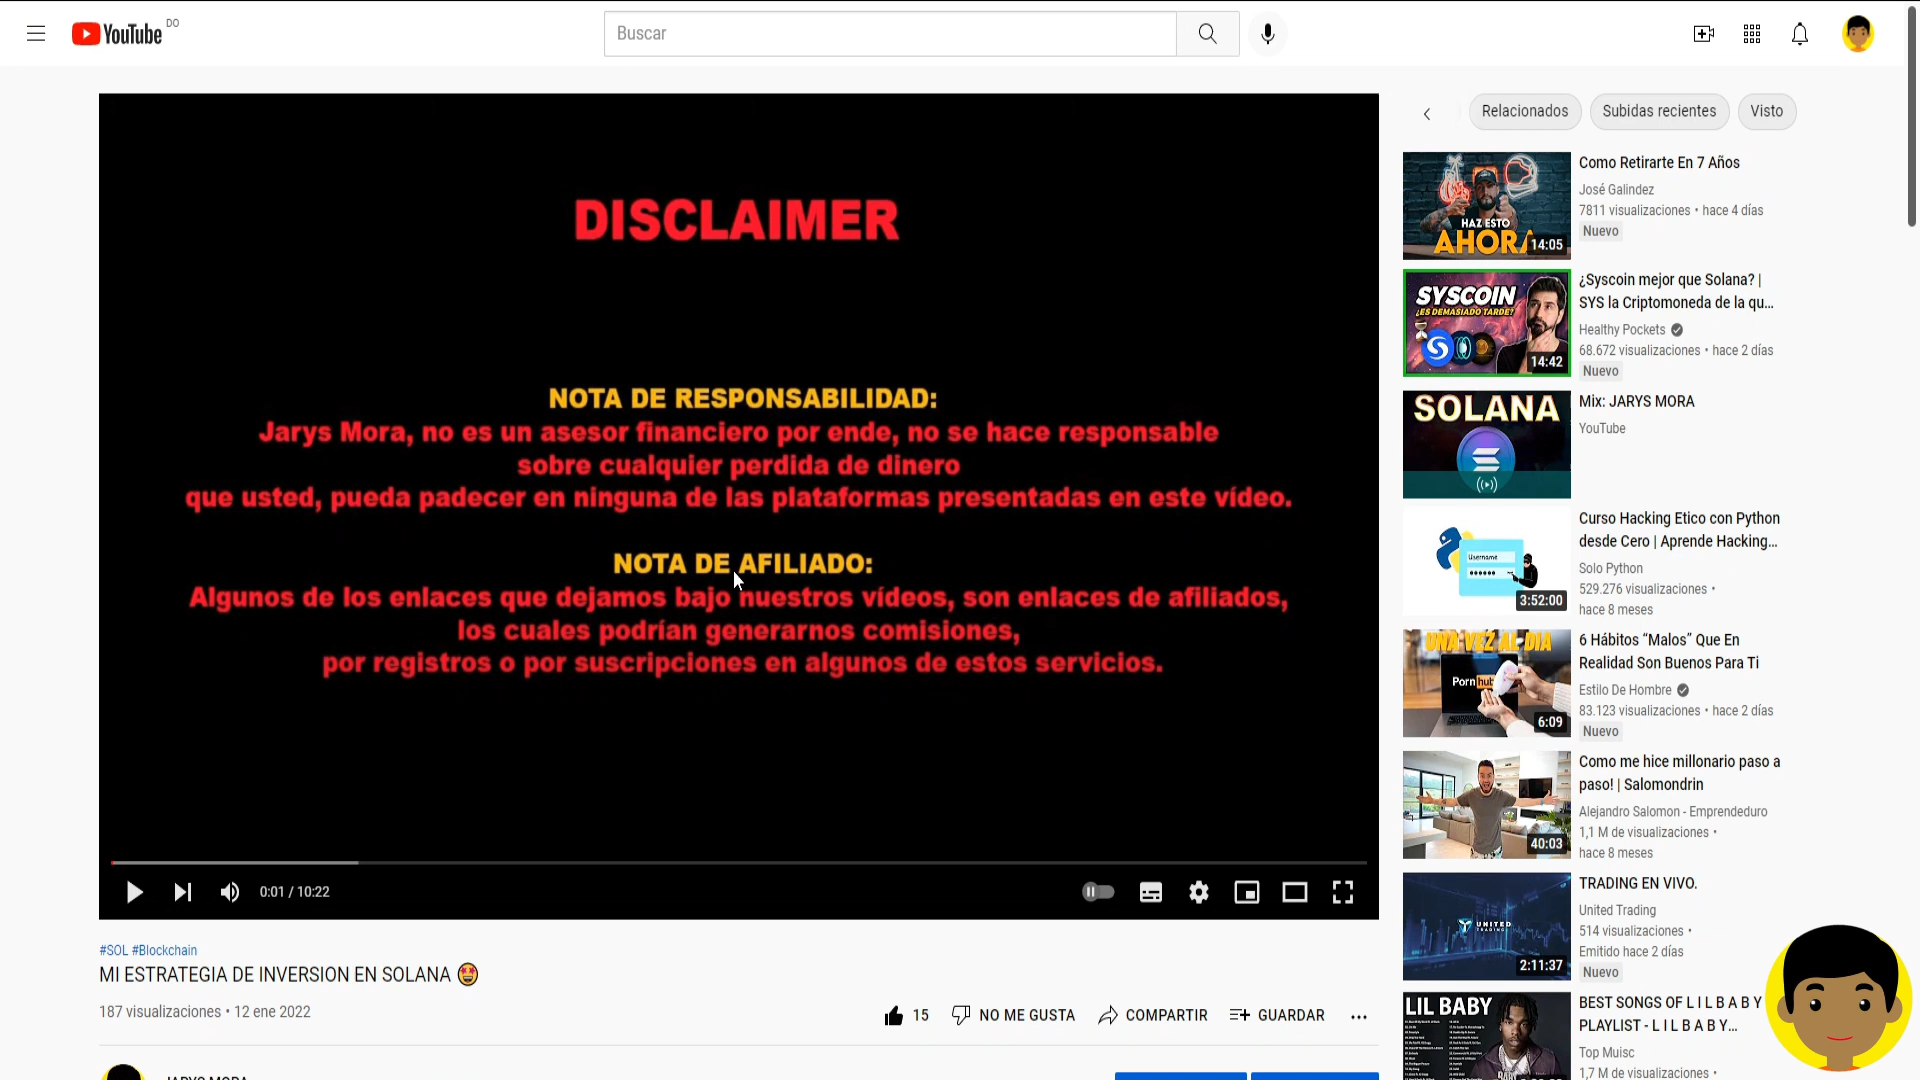 YouTube DO
Buscar
DISCLAIMER
NOTA DE RESPONSABILIDAD:
Jarys Mora, no es un asesor financiero por ende, no se hace responsable
sobre cualquier perdida de dinero
que usted, pueda padecer en ninguna de las plataformas presentadas en este vídeo.
NOTA DE AFILIADO:
Algunos de los enlaces que dejamos bajo nuestros vídeos, son enlaces de afiliados,
los cuales podrían generarnos comisiones,
por registros o por suscripciones en algunos de estos servicios.
0:01 / 10:22
#SOL #Blockchain
MI ESTRATEGIA DE INVERSION EN SOLANA
187 visualizaciones • 12 ene 2022
15 NO ME GUSTA COMPARTIR GUARDAR
JARYS MORA
Relacionados Subidas recientes Visto
HAZ ESTO
AHORA
14:05
Como Retirarte En 7 Años
José Galindez
7811 visualizaciones • hace 4 días
Nuevo
SYSCOIN
¿ES DEMASIADO TARDE?
14:42
¿Syscoin mejor que Solana? |
SYS la Criptomoneda de la qu...
Healthy Pockets
68.672 visualizaciones • hace 2 días
Nuevo
SOLANA
Mix: JARYS MORA
YouTube
Username
3:52:00
Curso Hacking Etico con Python
desde Cero | Aprende Hacking...
Solo Python
529.276 visualizaciones •
hace 8 meses
UNA VEZ AL DIA
Porn hub
6:09
6 Hábitos “Malos” Que En
Realidad Son Buenos Para Ti
Estilo De Hombre
83.123 visualizaciones • hace 2 días
Nuevo
40:03
Como me hice millonario paso a
paso! | Salomondrin
Alejandro Salomon - Emprendeduro
1,1 M de visualizaciones •
hace 8 meses
UNITED
TRADING
2:11:37
TRADING EN VIVO.
United Trading
514 visualizaciones •
Emitido hace 2 días
Nuevo
LIL BABY
BEST SONGS OF L I L B A B Y
PLAYLIST - L I L B A B Y...
Top Muisc
1,7 M de visualizaciones •